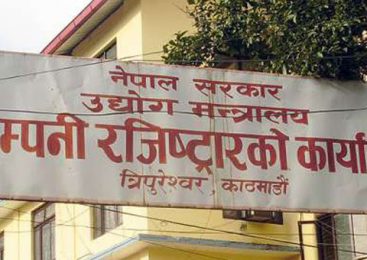 नेपाल सरकार
उद्योग मन्त्रालय
म्पनी रजिष्ट्रारको कार्या
त्रिपुरेश्वर, काठमाडौं